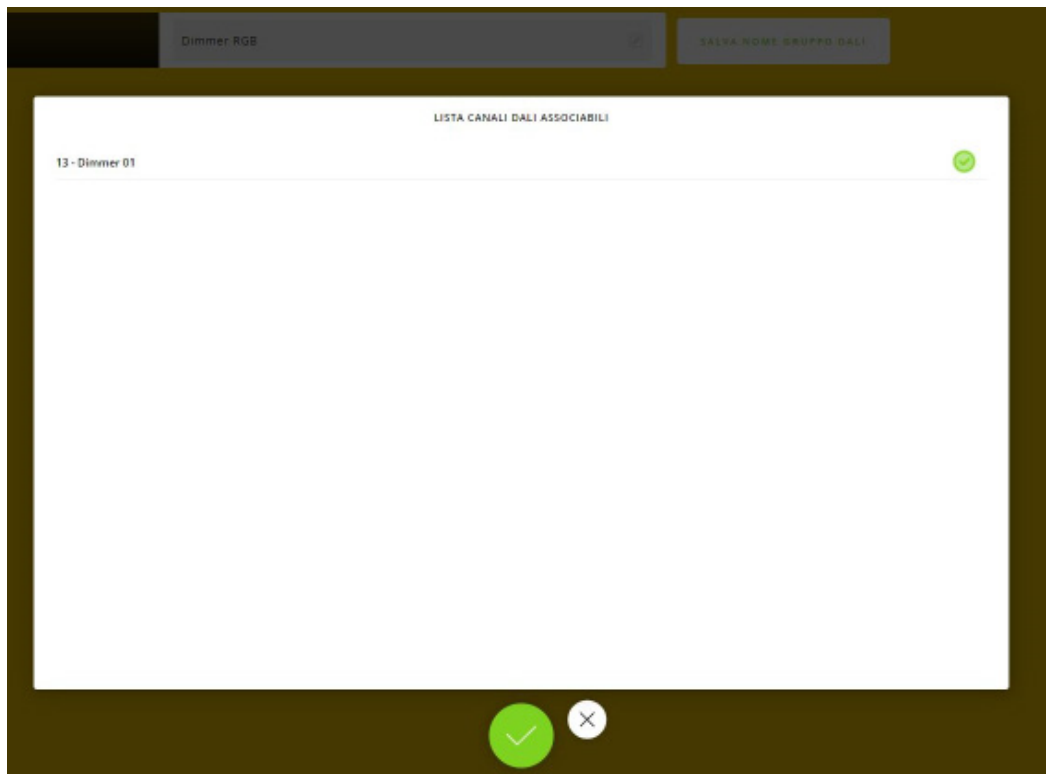 Dimmer RGB
SALVA NOME GRUPPO DALI
LISTA CANALI DALI ASSOCIABILI
13 - Dimmer 01